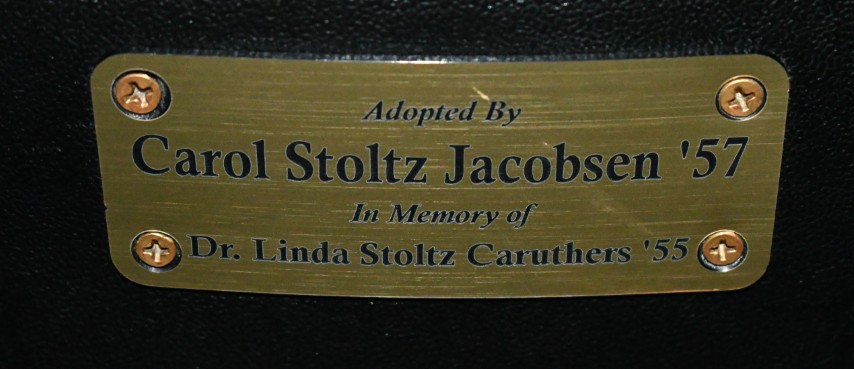 Adopted By
Carol Stoltz Jacobsen '57
In Memory of
Dr. Linda Stoltz Caruthers '55